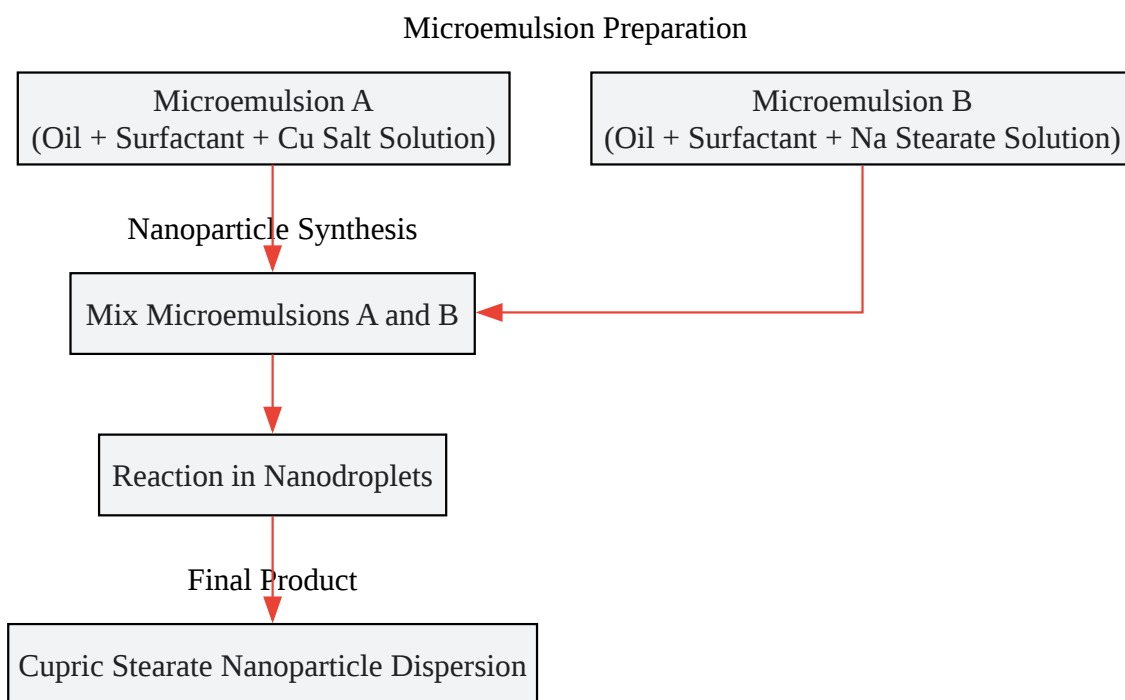 Microemulsion Preparation
Microemulsion A
(Oil + Surfactant + Cu Salt Solution)
Microemulsion B
(Oil + Surfactant + Na Stearate Solution)
Nanoparticle Synthesis
Mix Microemulsions A and B
Reaction in Nanodroplets
Final Product
Cupric Stearate Nanoparticle Dispersion